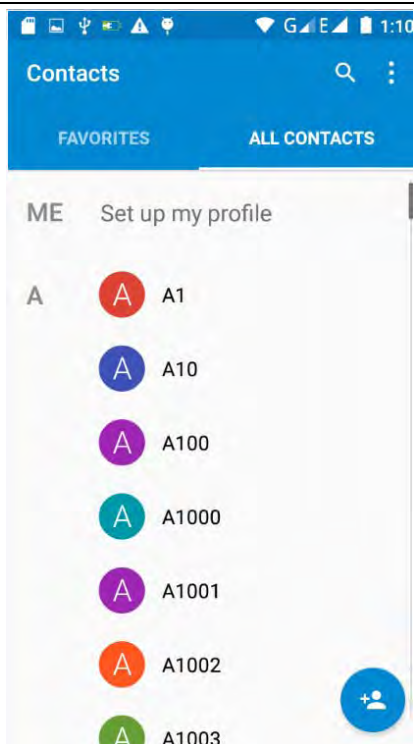 G E 1:10
Contacts
FAVORITES ALL CONTACTS
ME Set up my profile
A A A1
A A10
A A100
A A1000
A A1001
A A1002
A A1003